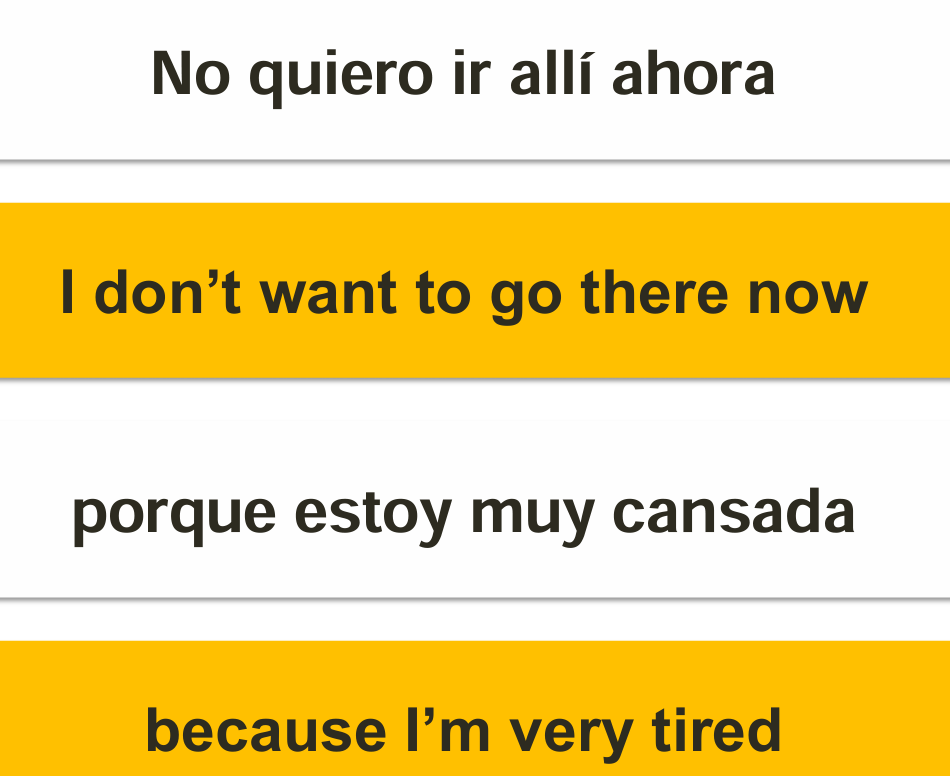 No quiero ir allí ahora
I don’t want to go there now
porque estoy muy cansada
because I’m very tired